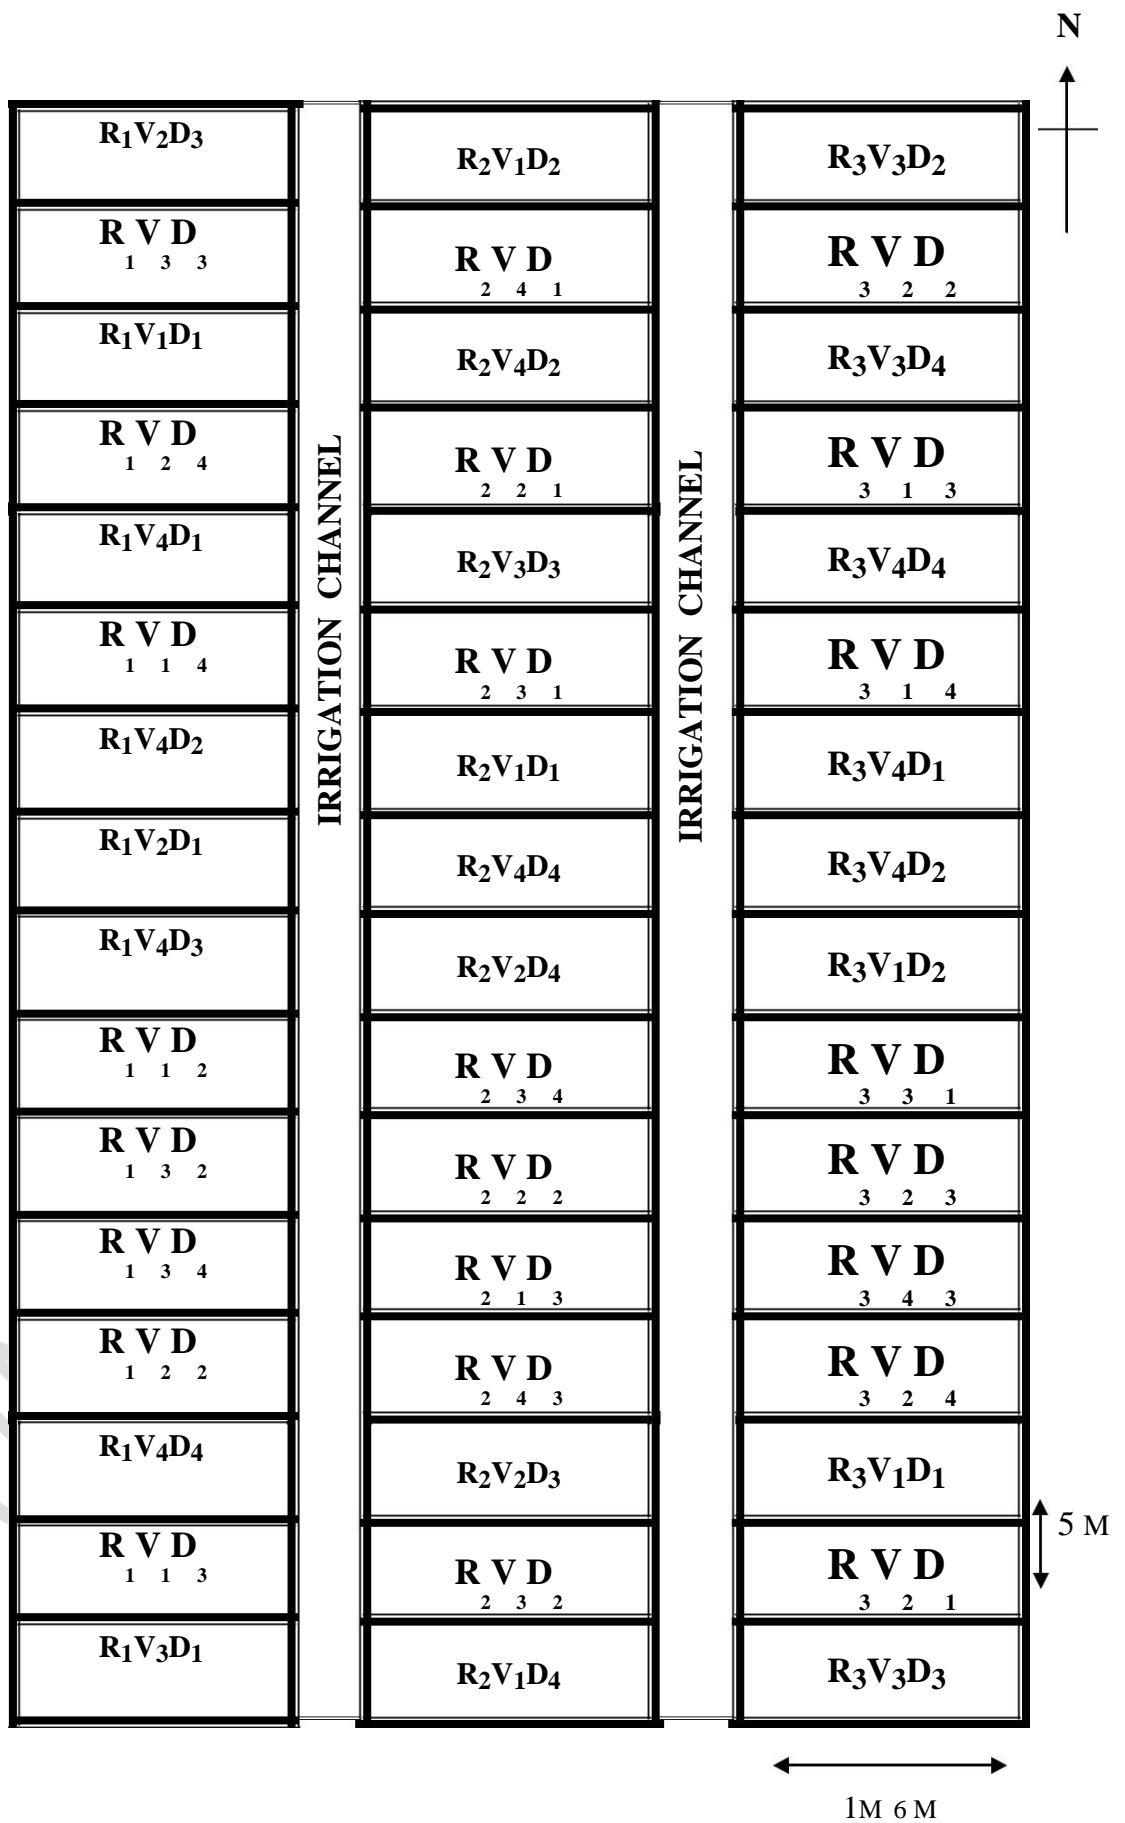 N
R₁V₂D₃
R V D
1 3 3
R₁V₁D₁
R V D
1 2 4
R₁V₄D₁
R V D
1 1 4
R₁V₄D₂
R₁V₂D₁
R₁V₄D₃
R V D
1 1 2
R V D
1 3 2
R V D
1 3 4
R V D
1 2 2
R₁V₄D₄
R V D
1 1 3
R₁V₃D₁
IRRIGATION CHANNEL
R₂V₁D₂
R V D
2 4 1
R₂V₄D₂
R V D
2 2 1
R₂V₃D₃
R V D
2 3 1
R₂V₁D₁
R₂V₄D₄
R₂V₂D₄
R V D
2 3 4
R V D
2 2 2
R V D
2 1 3
R V D
2 4 3
R₂V₂D₃
R V D
2 3 2
R₂V₁D₄
IRRIGATION CHANNEL
R₃V₃D₂
R V D
3 2 2
R₃V₃D₄
R V D
3 1 3
R₃V₄D₄
R V D
3 1 4
R₃V₄D₁
R₃V₄D₂
R₃V₁D₂
R V D
3 3 1
R V D
3 2 3
R V D
3 4 3
R V D
3 2 4
R₃V₁D₁
R V D
3 2 1
R₃V₃D₃
5 M
1M 6 M